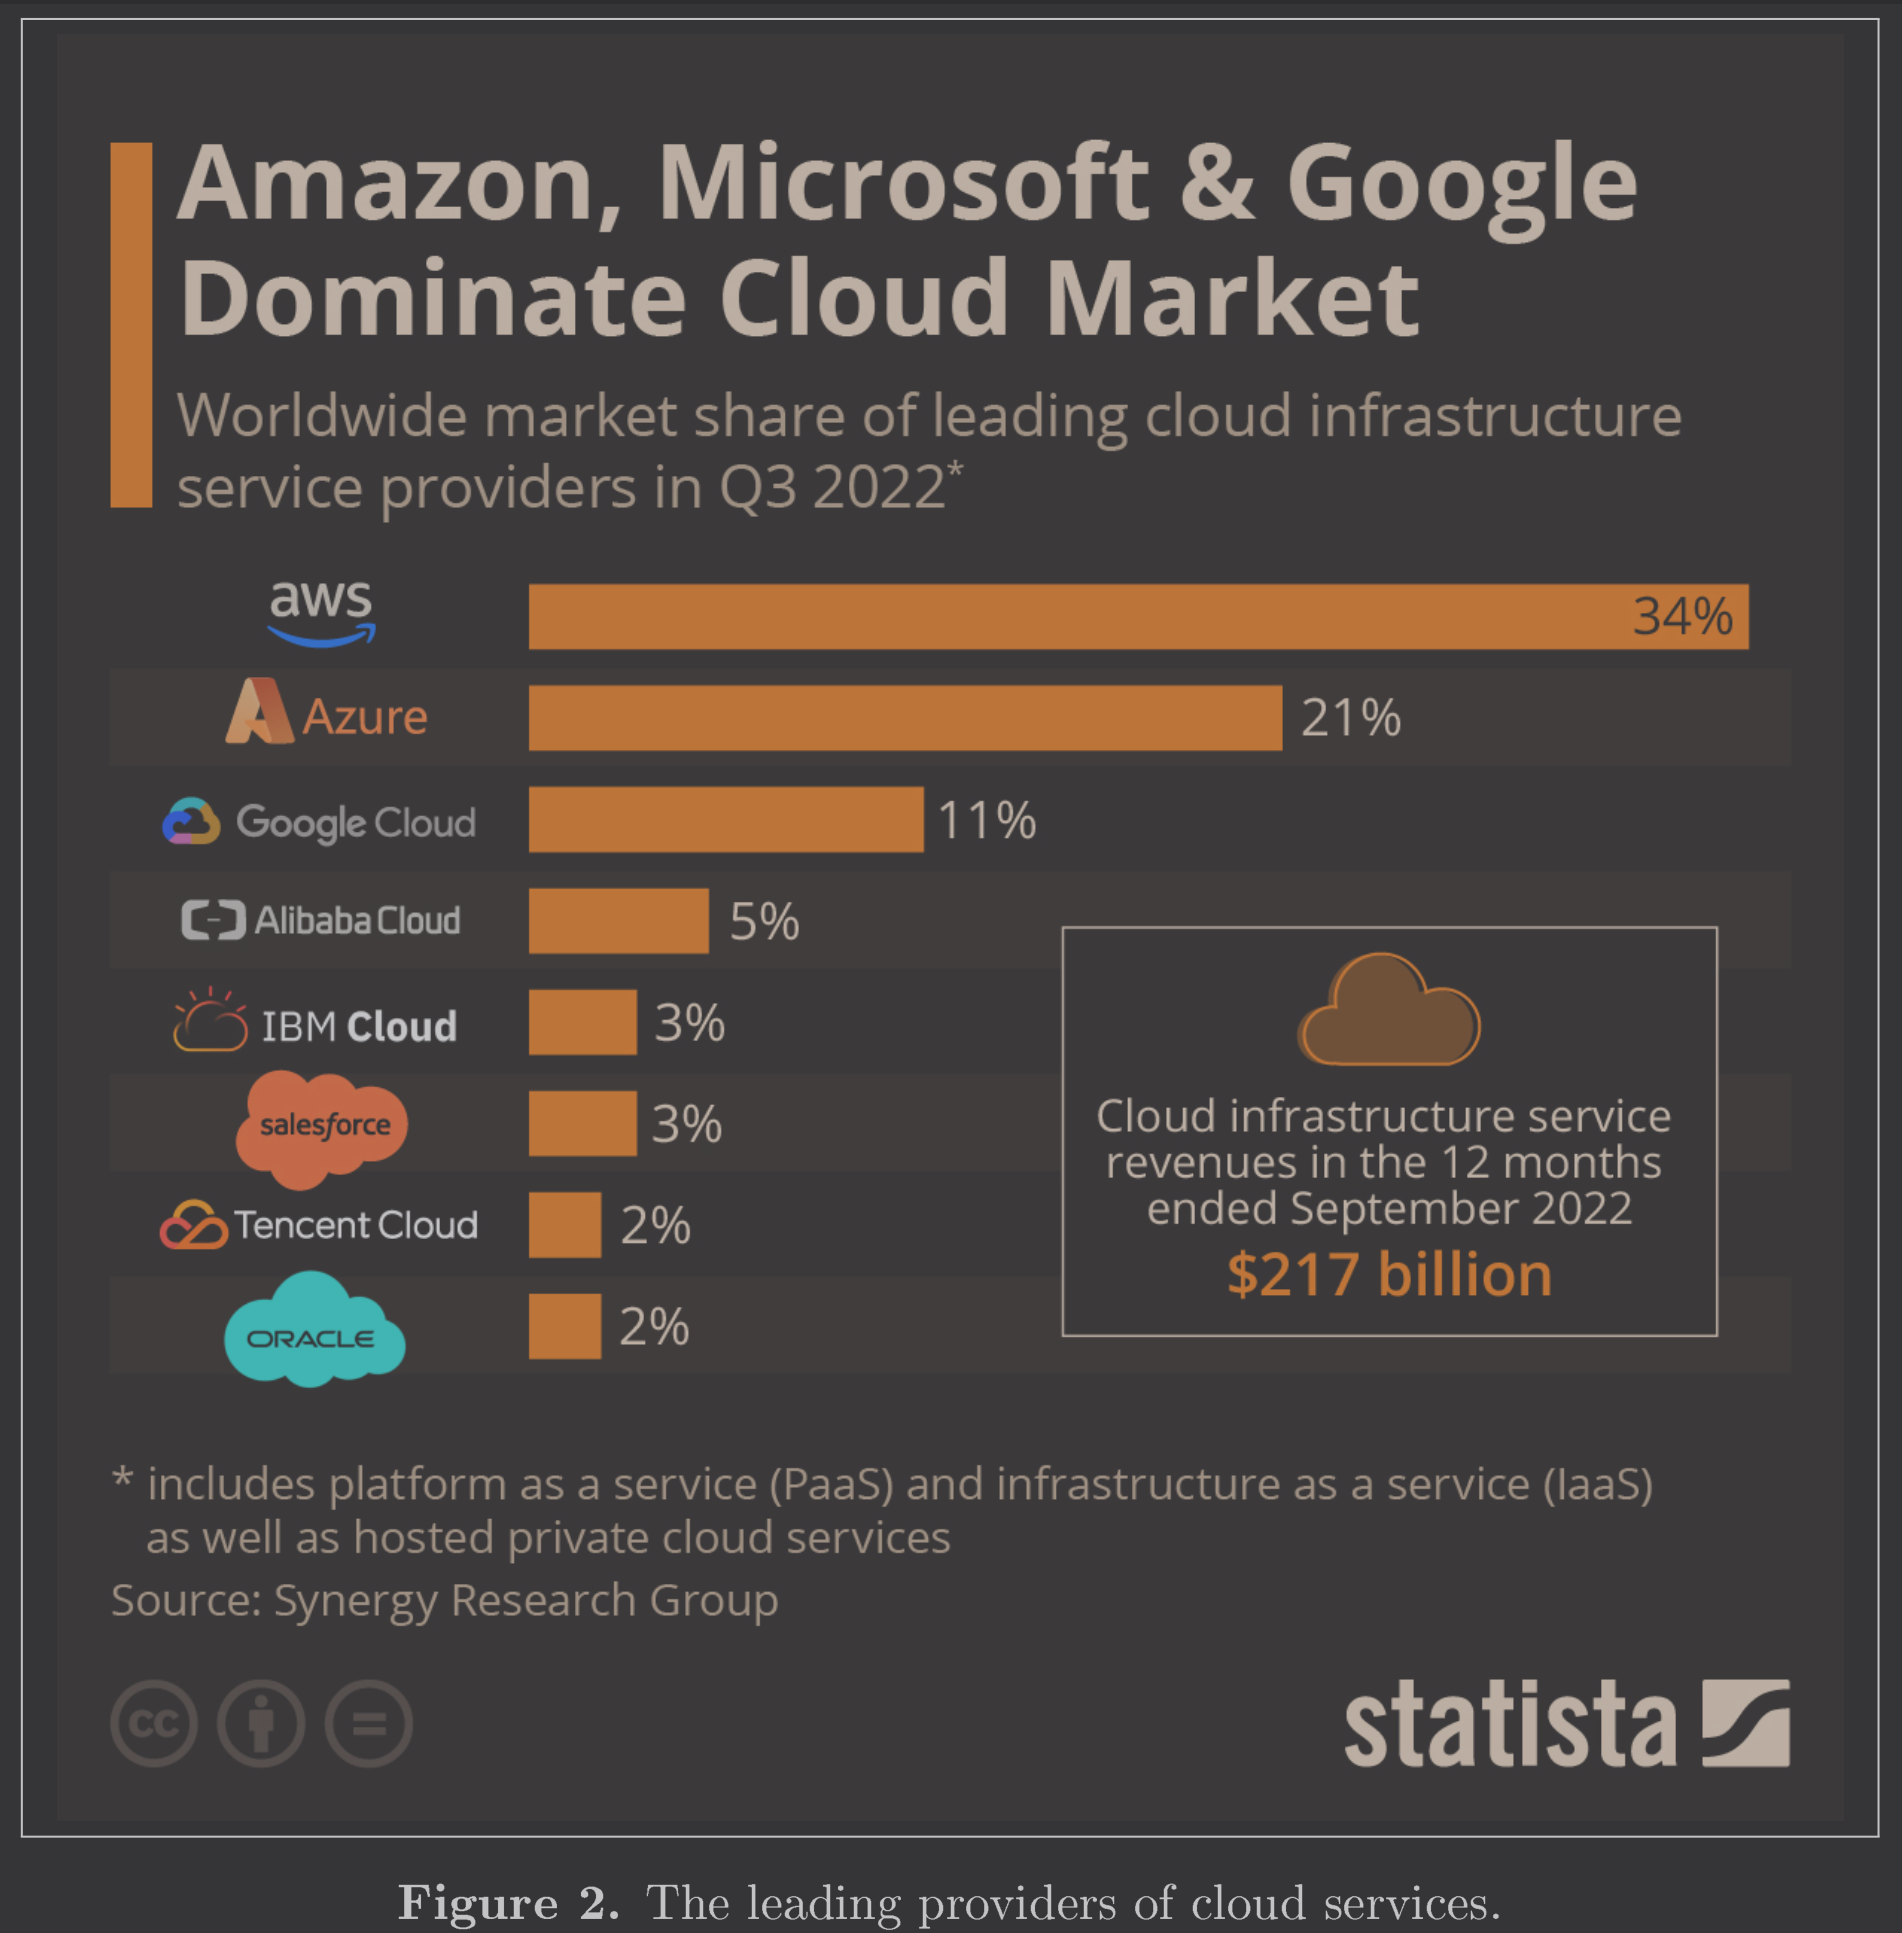 Amazon, Microsoft & Google
Dominate Cloud Market
Worldwide market share of leading cloud infrastructure
service providers in Q3 2022*
aws
34%
Azure
21%
Google Cloud
11%
Alibaba Cloud
5%
IBM Cloud
3%
salesforce
3%
Tencent Cloud
2%
ORACLE
2%
Cloud infrastructure service
revenues in the 12 months
ended September 2022
$217 billion
* includes platform as a service (PaaS) and infrastructure as a service (IaaS)
as well as hosted private cloud services
Source: Synergy Research Group
cc
statista
Figure 2. The leading providers of cloud services.